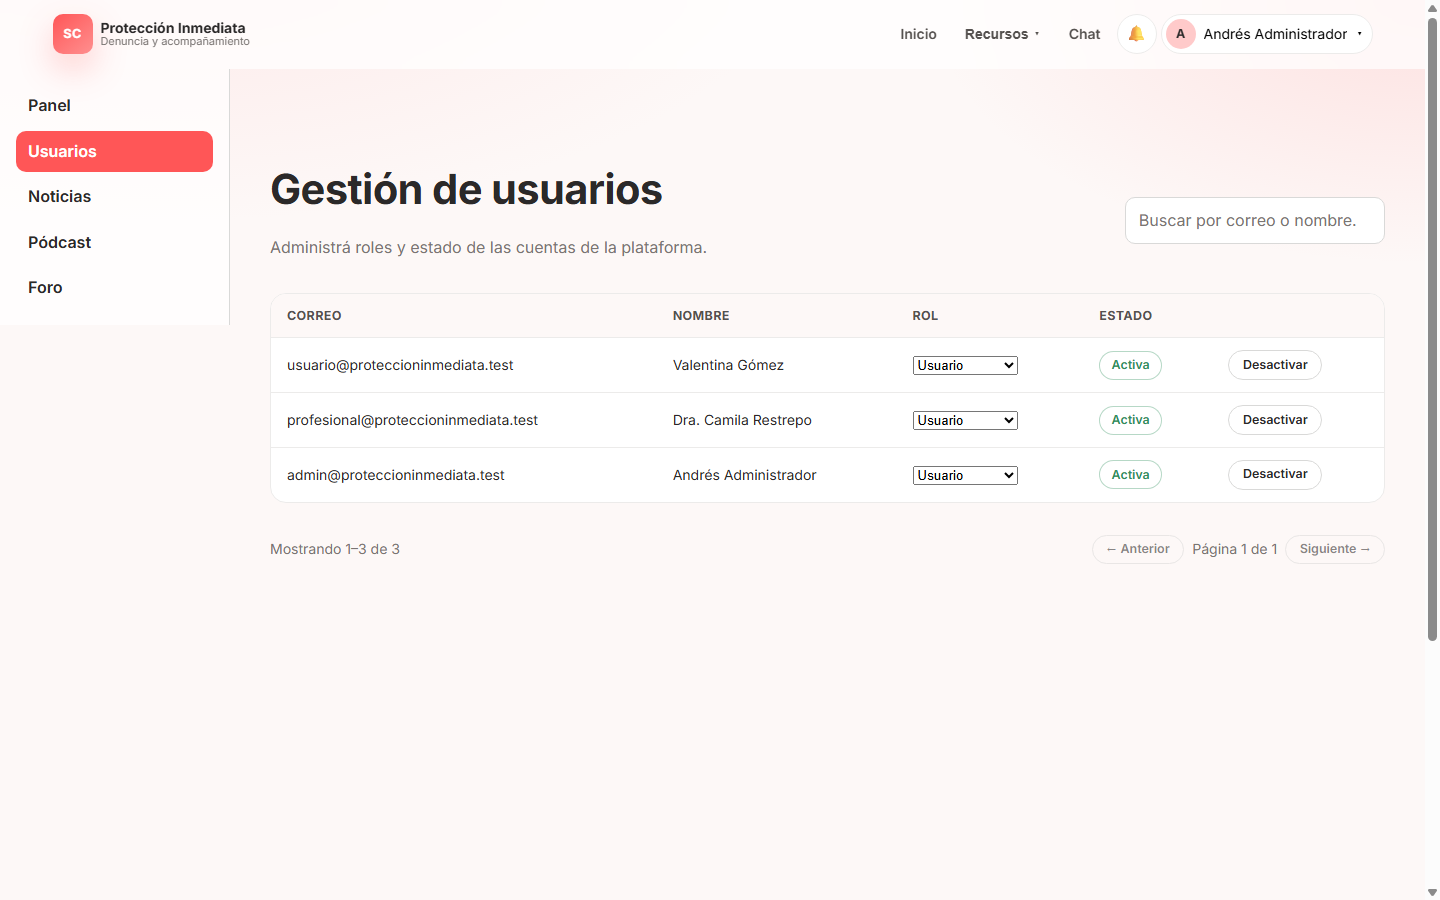 SC
Protección Inmediata
Denuncia y acompañamiento
Inicio
Recursos
Chat
A
Andrés Administrador
Panel
Usuarios
Noticias
Pódcast
Foro
Gestión de usuarios
Administrá roles y estado de las cuentas de la plataforma.
Buscar por correo o nombre.
CORREO NOMBRE ROL ESTADO
usuario@proteccioninmediata.test Valentina Gómez Usuario Activa Desactivar
profesional@proteccioninmediata.test Dra. Camila Restrepo Usuario Activa Desactivar
admin@proteccioninmediata.test Andrés Administrador Usuario Activa Desactivar
Mostrando 1–3 de 3
← Anterior Página 1 de 1 Siguiente →